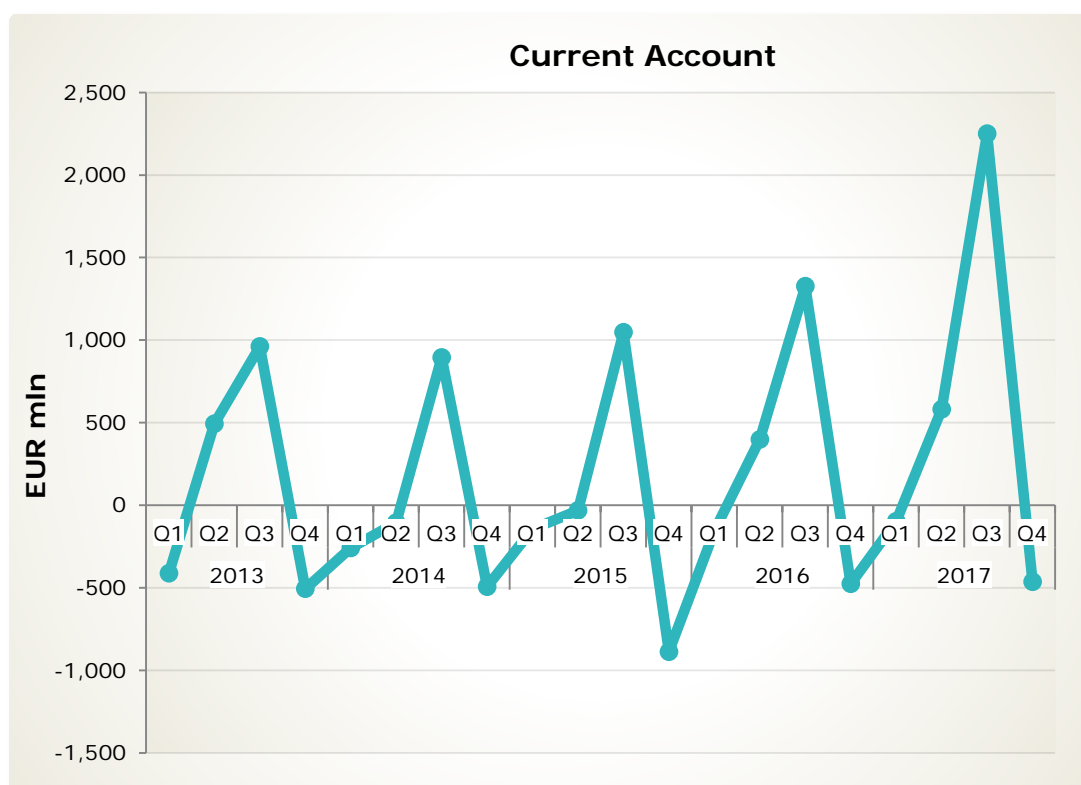 Current Account
2,500
2,000
1,500
1,000
500
0
-500
-1,000
-1,500
EUR mln
Q1 Q2 Q3 Q4 Q1 Q2 Q3 Q4 Q1 Q2 Q3 Q4 Q1 Q2 Q3 Q4 Q1 Q2 Q3 Q4
2013 2014 2015 2016 2017